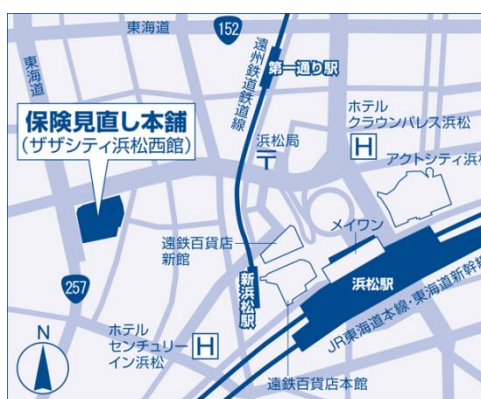 東海道
152
第一通り駅
遠州鉄道鉄道線
東海道
保険見直し本舗
(ザザシティ浜松西館)
浜松局
〒
ホテル
クラウンパレス浜松
H
アクトシティ浜松
メイワン
遠鉄百貨店
新館
新浜松駅
浜松駅
257
JR東海道本線・東海道新幹線
N
ホテル
センチュリー
イン浜松
H
遠鉄百貨店本館